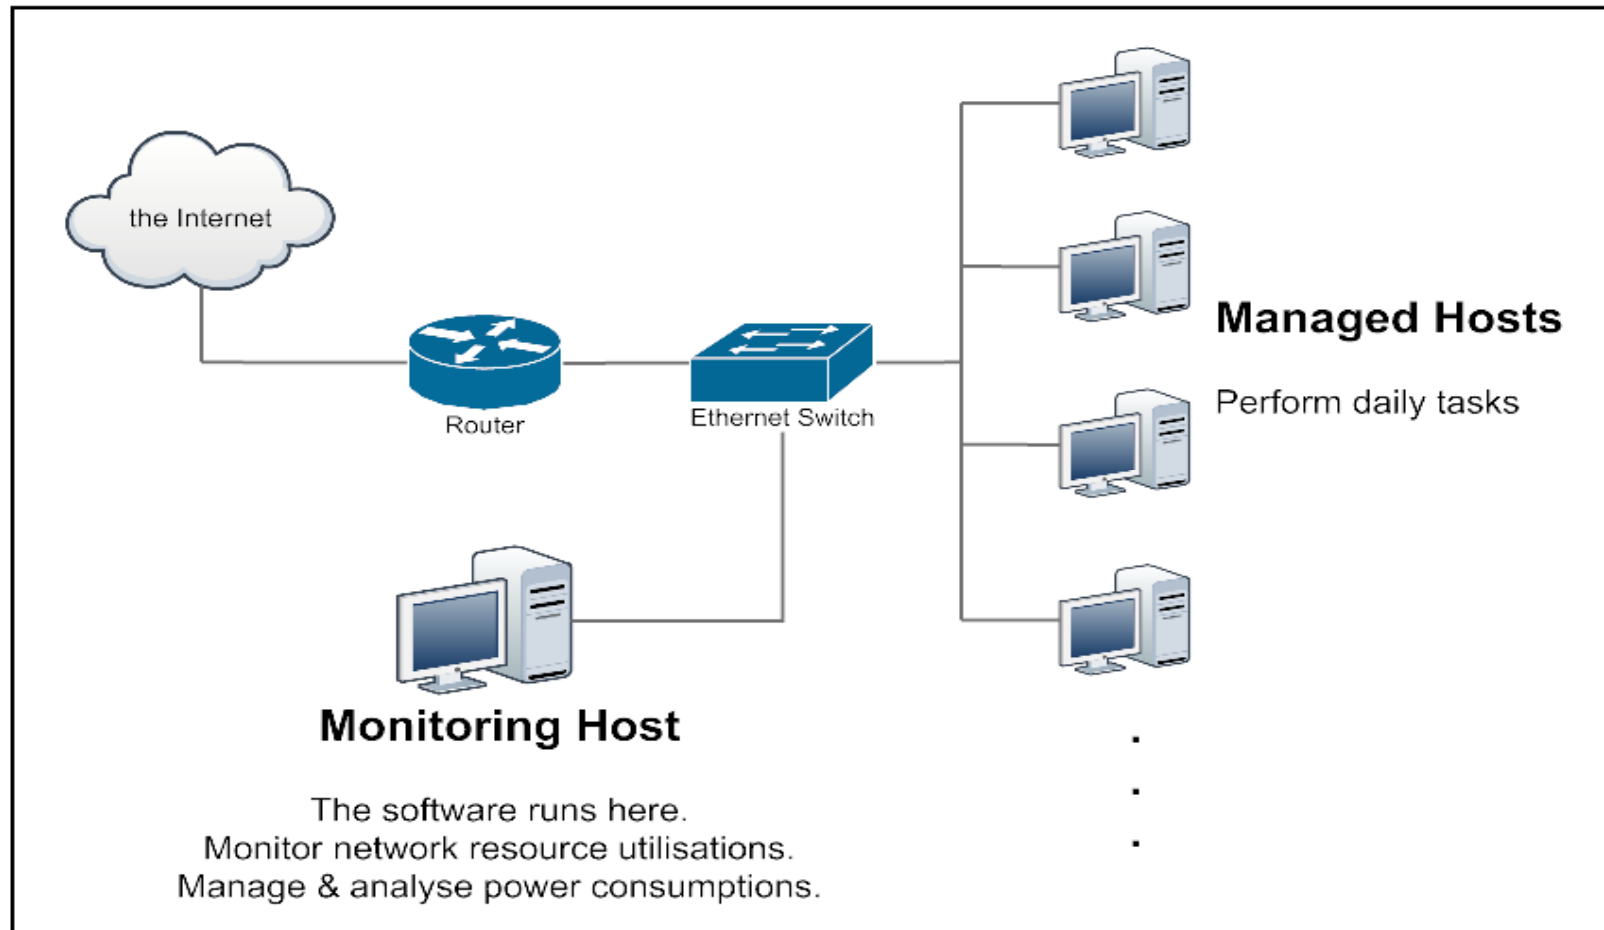 the Internet
Router
Ethernet Switch
Managed Hosts
Perform daily tasks
Monitoring Host
The software runs here.
Monitor network resource utilisations.
Manage & analyse power consumptions.
.
.
.